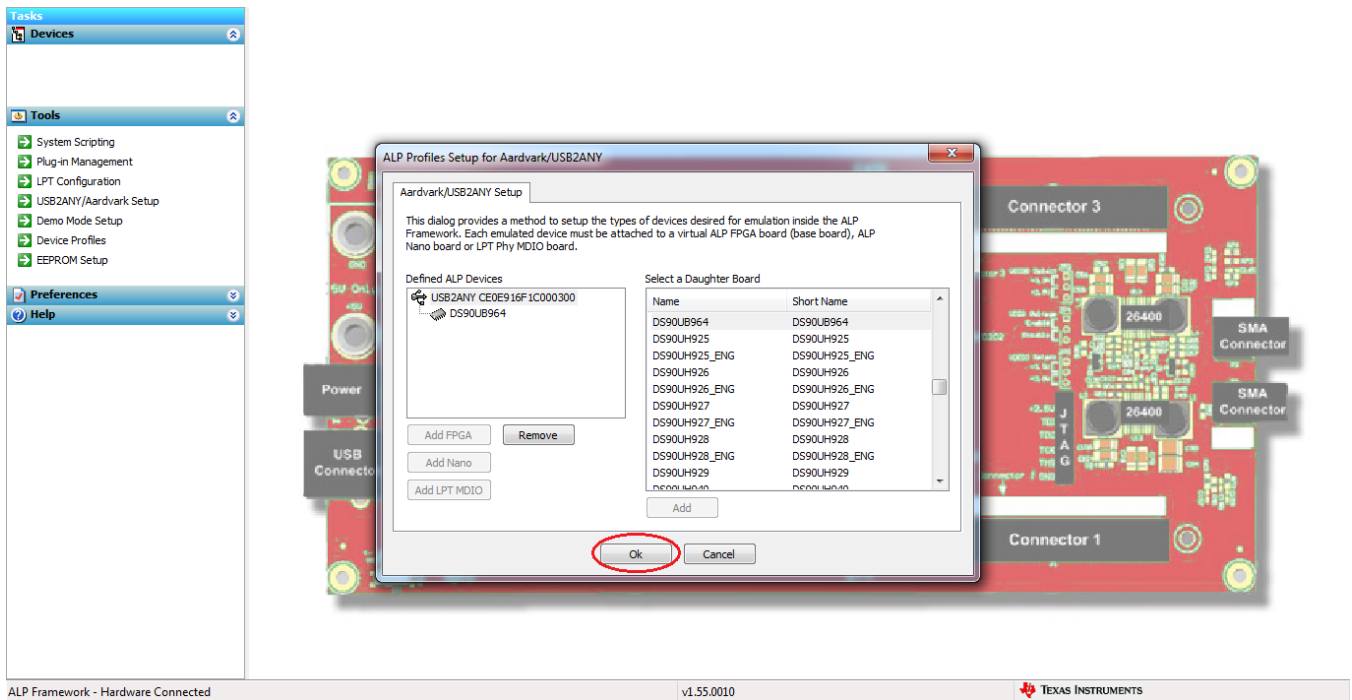 Tasks
Devices
Tools
System Scripting
Plug-in Management
LPT Configuration
USB2ANY/Aardvark Setup
Demo Mode Setup
Device Profiles
EEPROM Setup
Preferences
Help
ALP Profiles Setup for Aardvark/USB2ANY
Aardvark/USB2ANY Setup
This dialog provides a method to setup the types of devices desired for emulation inside the ALP
Framework. Each emulated device must be attached to a virtual ALP FPGA board (base board), ALP
Nano board or LPT Phy MDIO board.
Defined ALP Devices
USB2ANY CE0E916F1C000300
DS90UB964
Add FPGA Remove
Add Nano
Add LPT MDIO
Select a Daughter Board
Name Short Name
DS90UB964 DS90UB964
DS90UH925 DS90UH925
DS90UH925_ENG DS90UH925_ENG
DS90UH926 DS90UH926
DS90UH926_ENG DS90UH926_ENG
DS90UH927 DS90UH927
DS90UH927_ENG DS90UH927_ENG
DS90UH928 DS90UH928
DS90UH928_ENG DS90UH928_ENG
DS90UH929 DS90UH929
DS90UH940 DS90UH940
Add
Ok Cancel
Power
USB
Connecto
Connector 3
26400
SMA
Connector
SMA
Connector
26400
JTAG
Connector 1
ALP Framework - Hardware Connected
v1.55.0010
TEXAS INSTRUMENTS